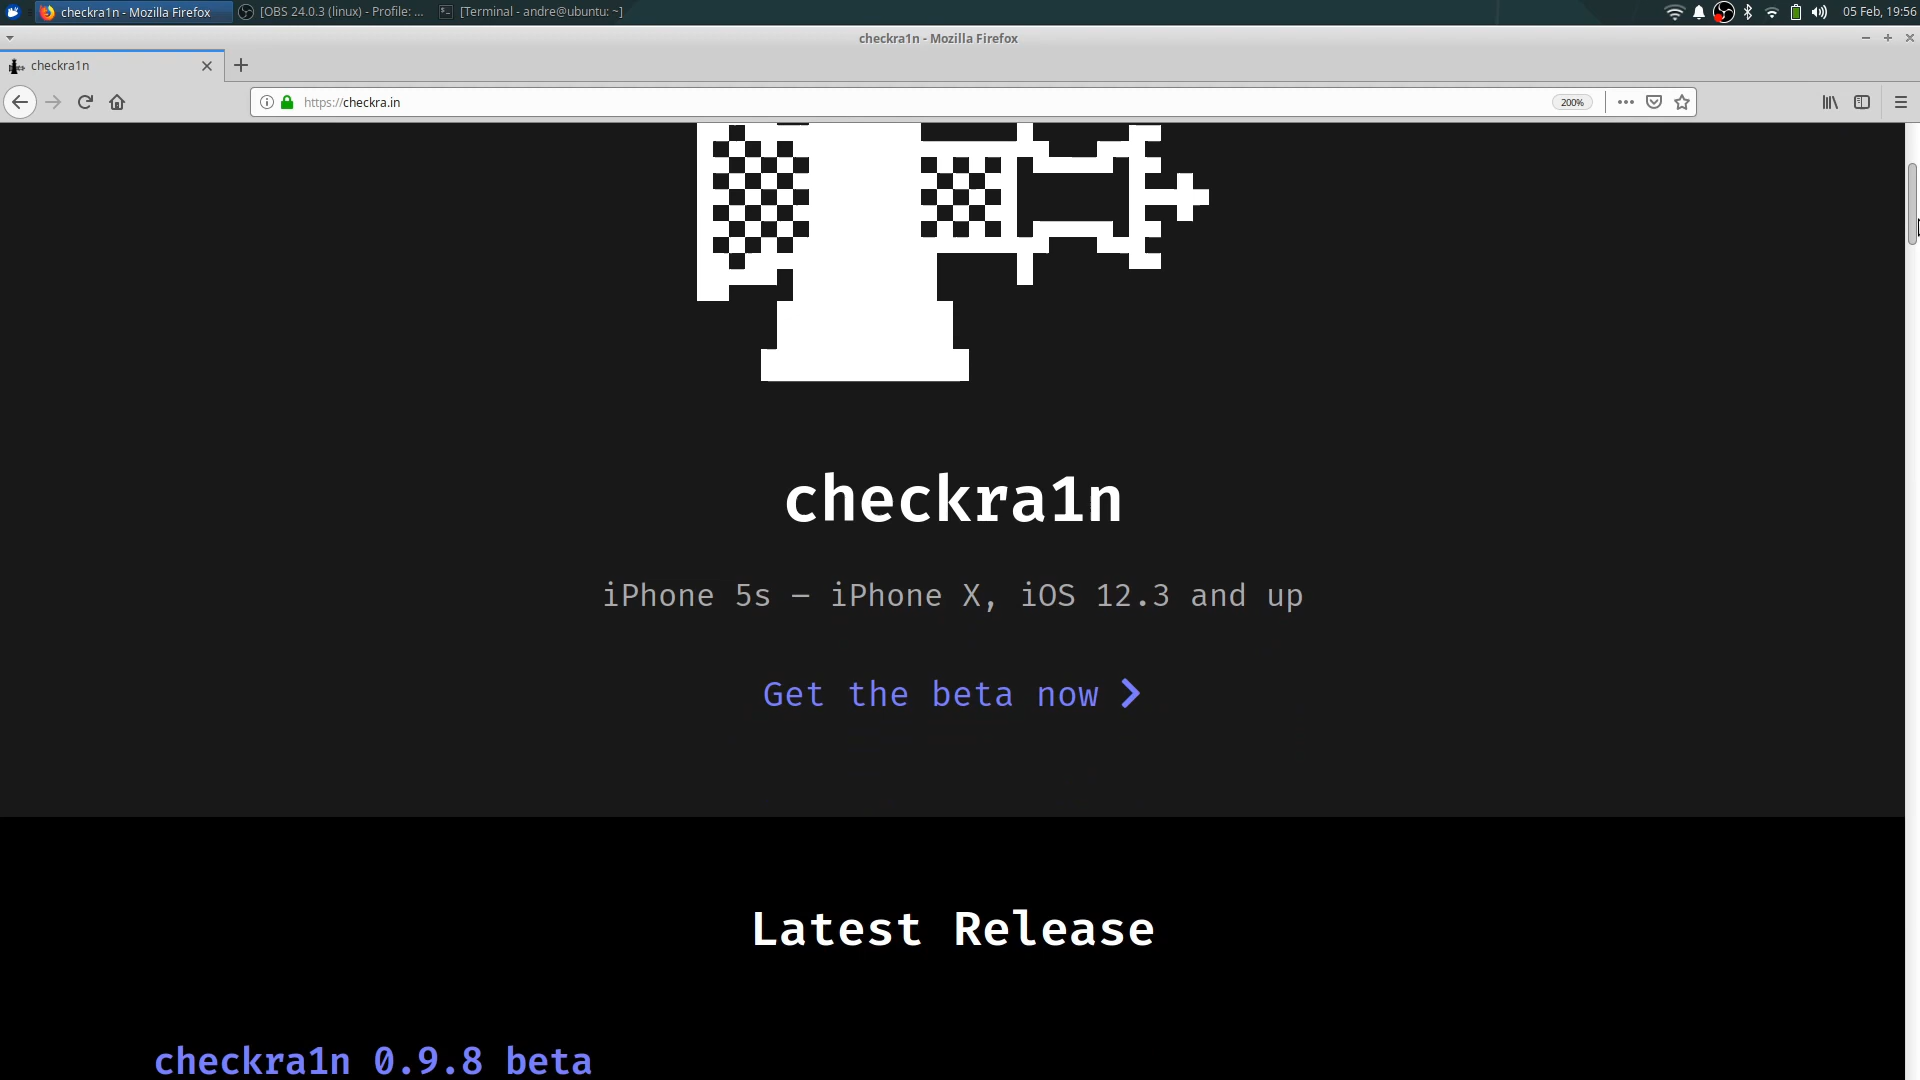 checkra1n - Mozilla Firefox
[OBS 24.0.3 (linux) - Profile: ...
[Terminal - andre@ubuntu: ~]
05 Feb, 19:56
checkra1n - Mozilla Firefox
checkra1n
https://checkra.in
200%
checkra1n
iPhone 5s – iPhone X, iOS 12.3 and up
Get the beta now
Latest Release
checkra1n 0.9.8 beta